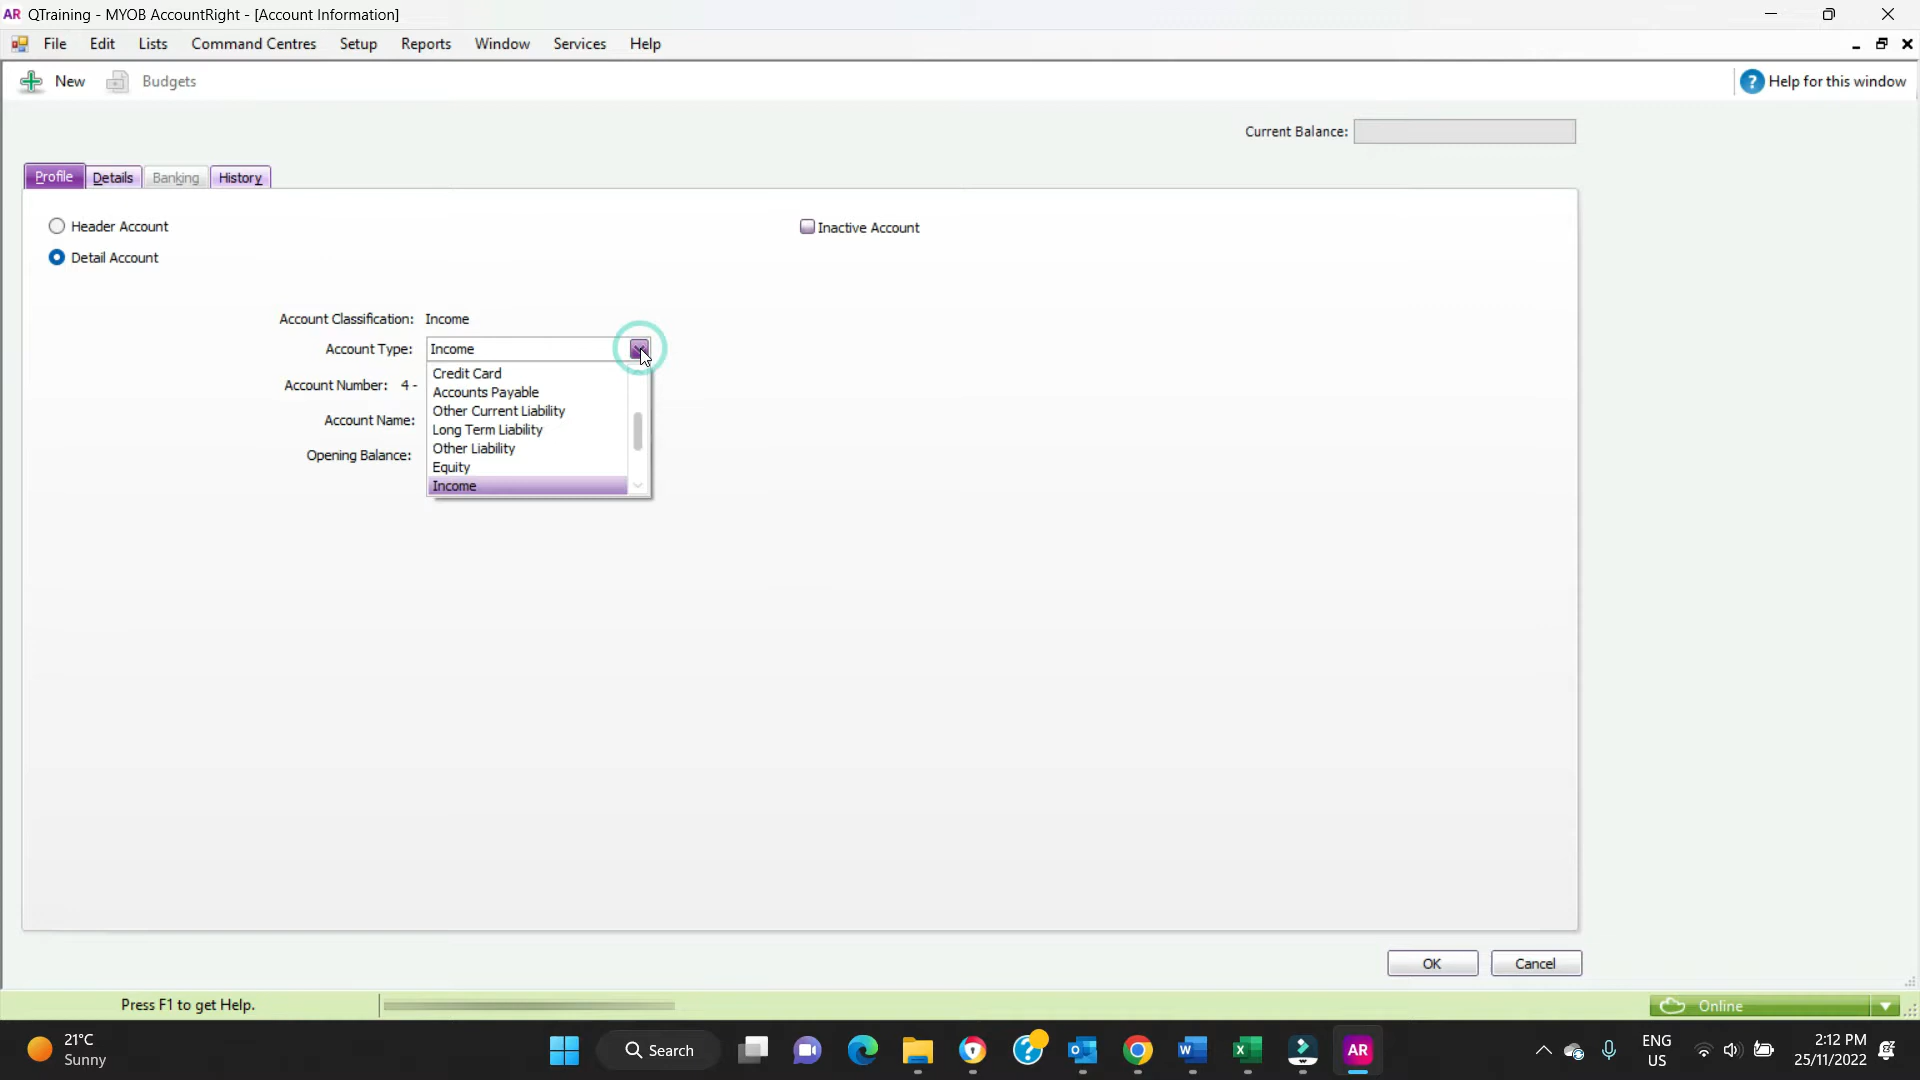 AR QTraining - MYOB AccountRight - [Account Information]
File Edit Lists Command Centres Setup Reports Window Services Help
New Budgets ? Help for this window
Current Balance:
Profile Details Banking History
Header Account Inactive Account
Detail Account
Account Classification: Income
Account Type: Income
Credit Card
Account Number: 4 -
Accounts Payable
Other Current Liability
Account Name:
Long Term Liability
Other Liability
Opening Balance:
Equity
Income
OK Cancel
Press F1 to get Help. Online
21°C
Sunny
Search
AR
ENG
US
2:12 PM
25/11/2022